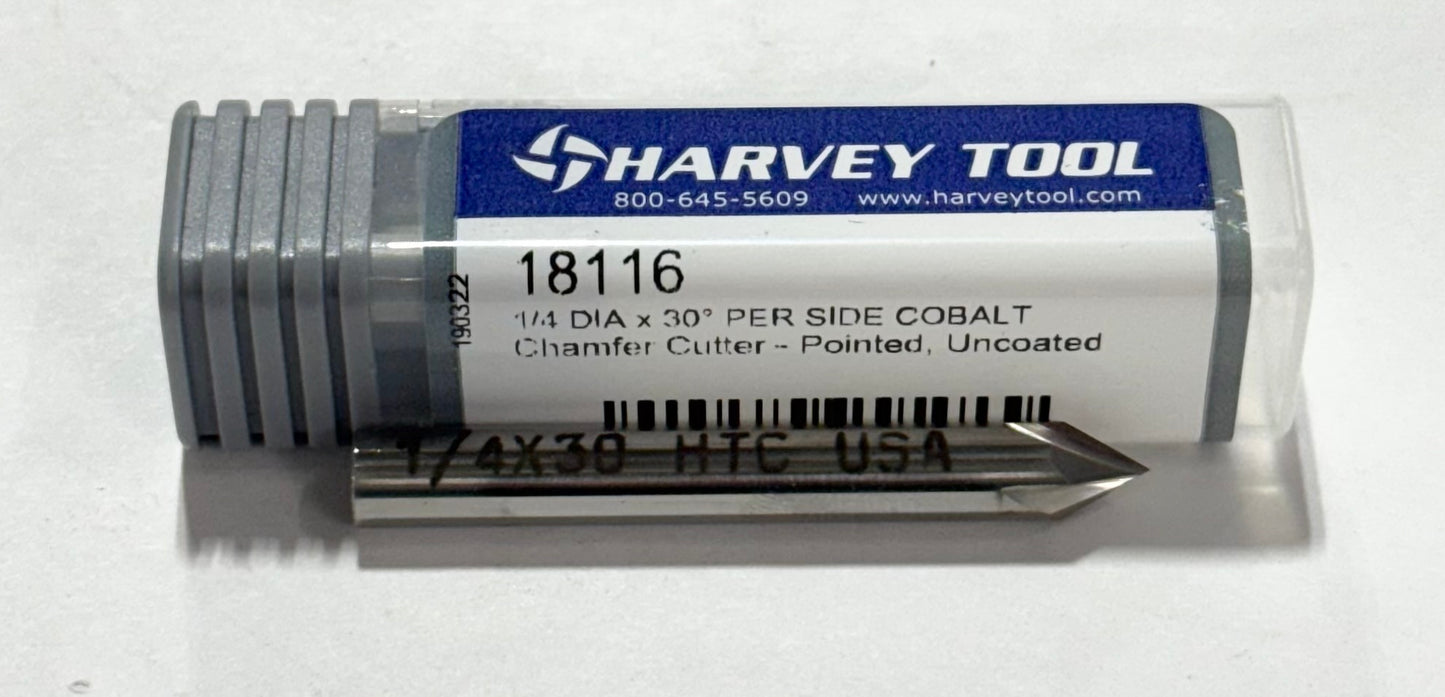 HARVEY TOOL
800-645-5609 www.harveytool.com
190322
18116
1/4 DIA x 30° PER SIDE COBALT
Chamfer Cutter - Pointed, Uncoated
1/4X30 HTC USA